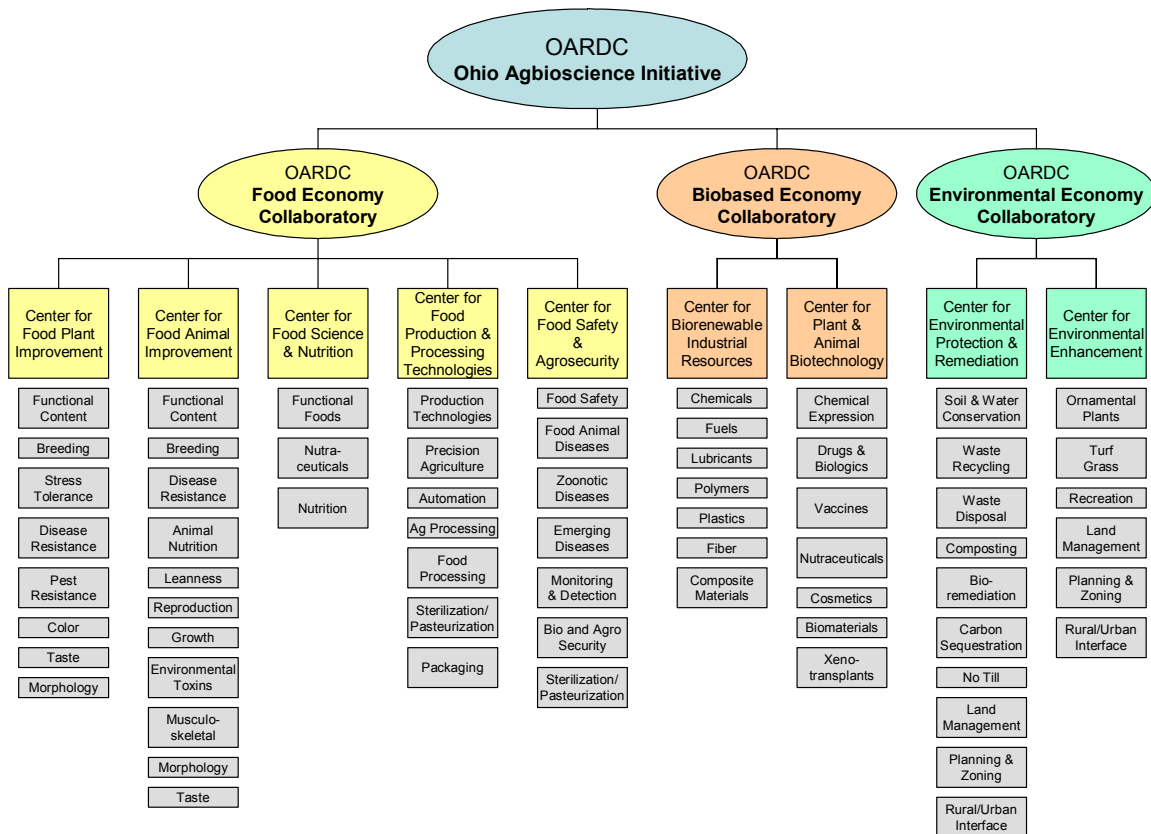 OARDC
Ohio Agbioscience Initiative
OARDC
Food Economy
Collaboratory
OARDC
Biobased Economy
Collaboratory
OARDC
Environmental Economy
Collaboratory
Center for
Food Plant
Improvement
Functional
Content
Breeding
Stress
Tolerance
Disease
Resistance
Pest
Resistance
Color
Taste
Morphology
Center for
Food Animal
Improvement
Functional
Content
Breeding
Disease
Resistance
Animal
Nutrition
Leanness
Reproduction
Growth
Environmental
Toxins
Musculo-
skeletal
Morphology
Taste
Center for
Food Science
& Nutrition
Functional
Foods
Nutra-
ceuticals
Nutrition
Center for
Food
Production &
Processing
Technologies
Production
Technologies
Precision
Agriculture
Automation
Ag Processing
Food
Processing
Sterilization/
Pasteurization
Packaging
Center for
Food Safety
&
Agrosecurity
Food Safety
Food Animal
Diseases
Zoonotic
Diseases
Emerging
Diseases
Monitoring
& Detection
Bio and Agro
Security
Sterilization/
Pasteurization
Center for
Biorenewable
Industrial
Resources
Chemicals
Fuels
Lubricants
Polymers
Plastics
Fiber
Composite
Materials
Center for
Plant &
Animal
Biotechnology
Chemical
Expression
Drugs &
Biologics
Vaccines
Nutraceuticals
Cosmetics
Biomaterials
Xeno-
transplants
Center for
Environmental
Protection &
Remediation
Soil & Water
Conservation
Waste
Recycling
Waste
Disposal
Composting
Bio-
remediation
Carbon
Sequestration
No Till
Land
Management
Planning &
Zoning
Rural/Urban
Interface
Center for
Environmental
Enhancement
Ornamental
Plants
Turf
Grass
Recreation
Land
Management
Planning &
Zoning
Rural/Urban
Interface